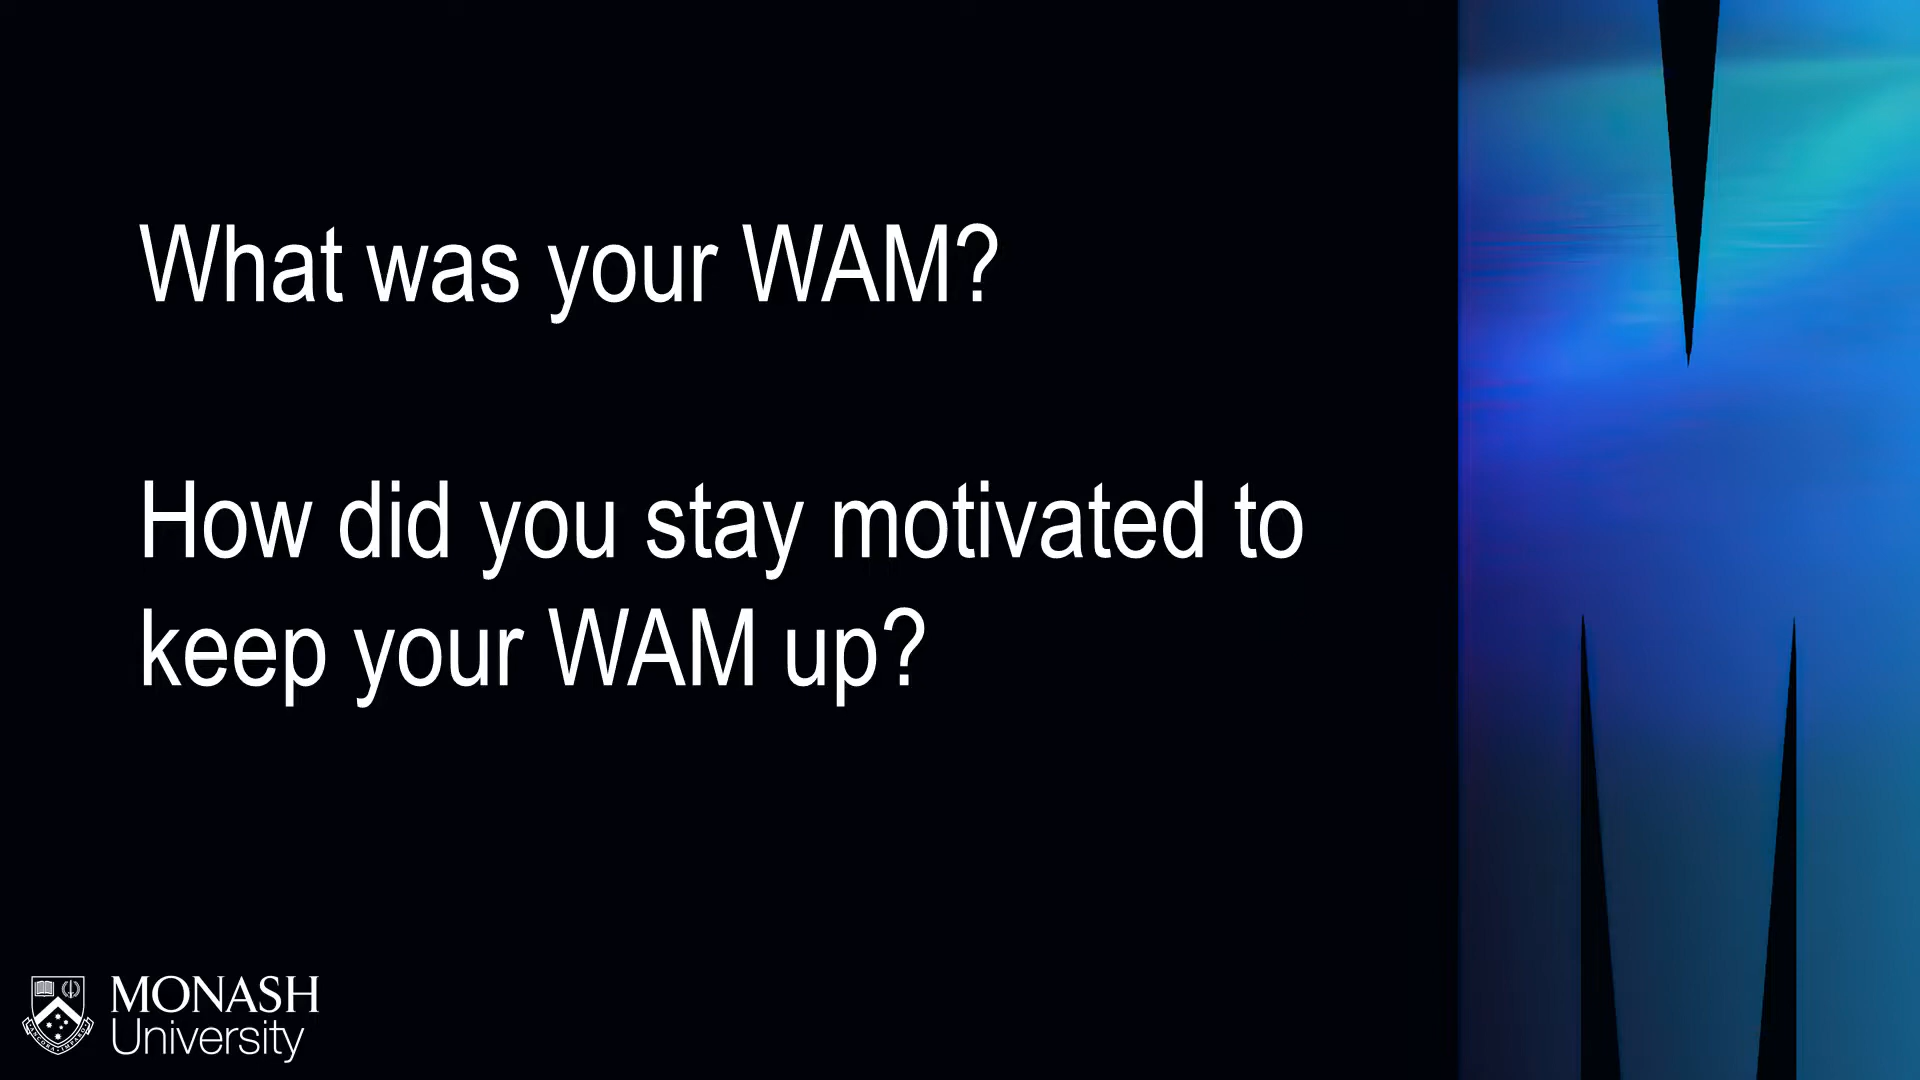 What was your WAM?
How did you stay motivated to
keep your WAM up?
MONASH
University